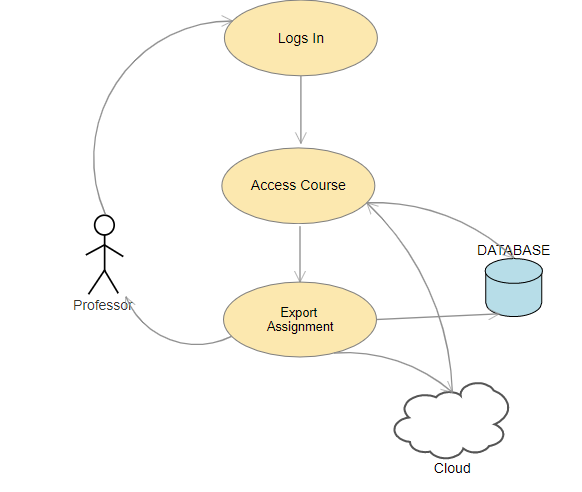 Logs In
Access Course
DATABASE
Professor
Export
Assignment
Cloud